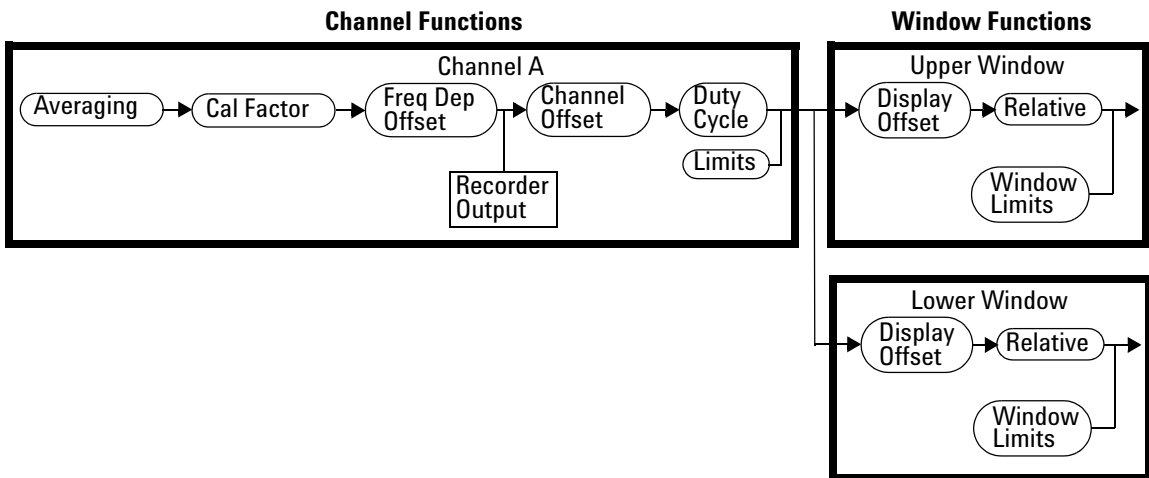 Channel Functions
Window Functions
Channel A
Averaging
Cal Factor
Freq Dep
Offset
Channel
Offset
Duty
Cycle
Limits
Recorder
Output
Upper Window
Display
Offset
Relative
Window
Limits
Lower Window
Display
Offset
Relative
Window
Limits